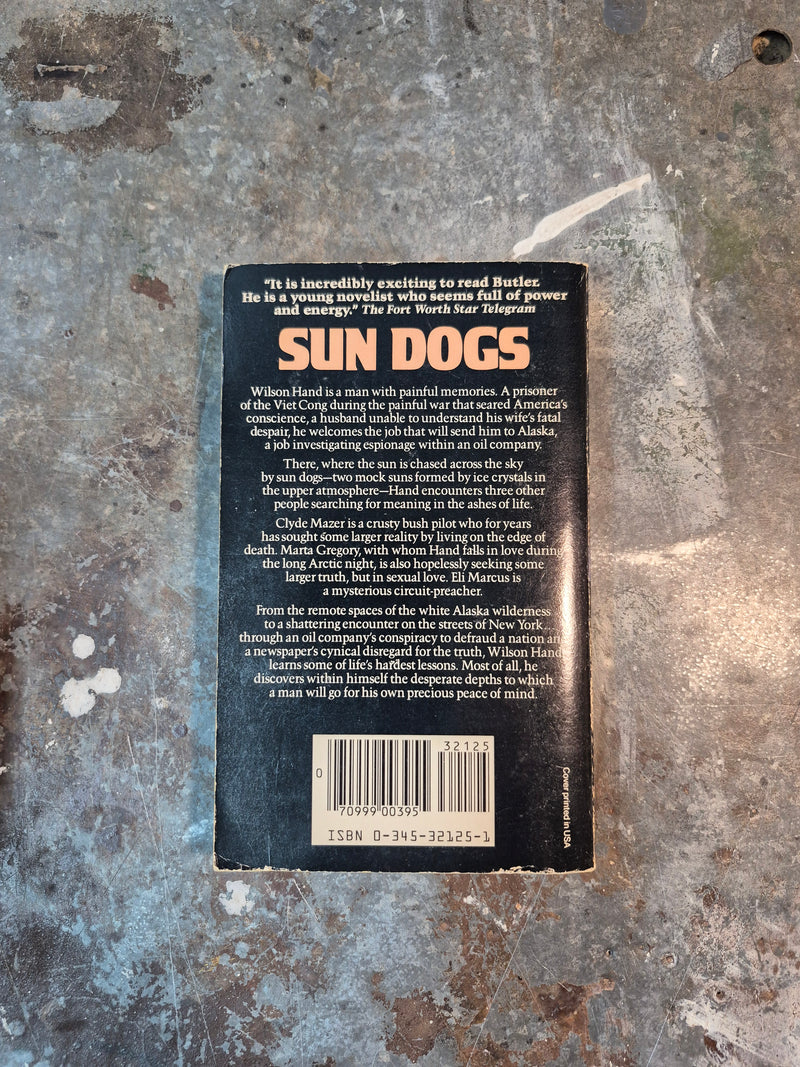 "It is incredibly exciting to read Butler.
He is a young novelist who seems full of power
and energy." The Fort Worth Star Telegram
SUN DOGS
Wilson Hand is a man with painful memories. A prisoner
of the Viet Cong during the painful war that seared America's
conscience, a husband unable to understand his wife's fatal
despair, he welcomes the job that will send him to Alaska,
a job investigating espionage within an oil company.
There, where the sun is chased across the sky
by sun dogs—two mock suns formed by ice crystals in
the upper atmosphere—Hand encounters three other
people searching for meaning in the ashes of life.
Clyde Mazer is a crusty bush pilot who for years
has sought some larger reality by living on the edge of
death. Marta Gregory, with whom Hand falls in love during
the long Arctic night, is also hopelessly seeking some
larger truth, but in sexual love. Eli Marcus is
a mysterious circuit-preacher.
From the remote spaces of the white Alaska wilderness
to a shattering encounter on the streets of New York...
through an oil company's conspiracy to defraud a nation and
a newspaper's cynical disregard for the truth, Wilson Hand
learns some of life's hardest lessons. Most of all, he
discovers within himself the desperate depths to which
a man will go for his own precious peace of mind.
32125
0
70999 00395
ISBN 0-345-32125-1
Cover printed in USA